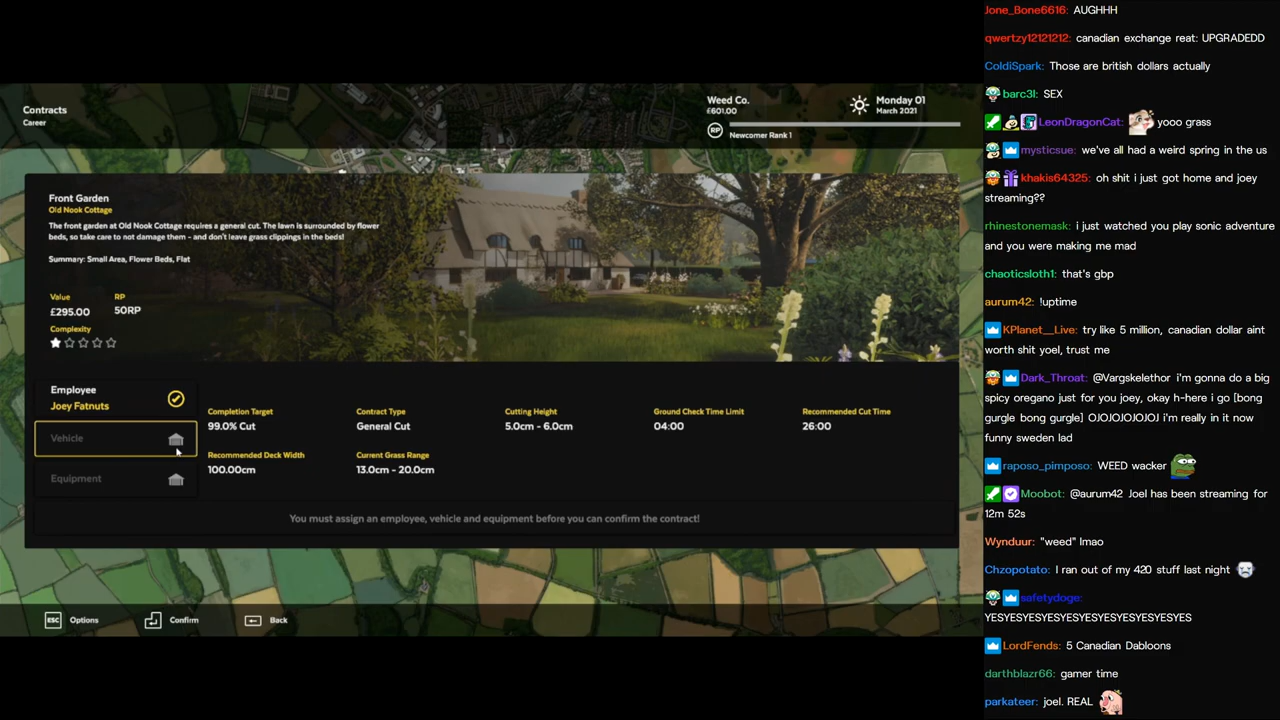 Contracts
Career
Weed Co.
£601.00
Monday 01
March 2021
RP
Newcomer Rank 1
Front Garden
Old Nook Cottage
The front garden at Old Nook Cottage requires a general cut. The lawn is surrounded by flower
beds, so take care to not damage them - and don't leave grass clippings in the beds!
Summary: Small Area, Flower Beds, Flat
Value
RP
£295.00
50RP
Complexity
Employee
Joey Fatnuts
Vehicle
Equipment
Completion Target
99.0% Cut
Contract Type
General Cut
Cutting Height
5.0cm - 6.0cm
Ground Check Time Limit
04:00
Recommended Cut Time
26:00
Recommended Deck Width
100.00cm
Current Grass Range
13.0cm - 20.0cm
You must assign an employee, vehicle and equipment before you can confirm the contract!
ESC Options
Confirm
Back
Jone_Bone6616: AUGHHH
qwertzy12121212: canadian exchange reat: UPGRADEDD
ColdiSpark: Those are british dollars actually
barc3l: SEX
LeonDragonCat: yooo grass
mysticsue: we've all had a weird spring in the us
khakis64325: oh shit i just got home and joey
streaming??
rhinestonemask: i just watched you play sonic adventure
and you were making me mad
chaoticsloth1: that's gbp
aurum42: !uptime
KPlanet__Live: try like 5 million, canadian dollar aint
worth shit yoel, trust me
Dark_Throat: @Vargskelethor i'm gonna do a big
spicy oregano just for you joey, okay h-here i go [bong
gurgle bong gurgle] OJOJOJOJOJOJ i'm really in it now
funny sweden lad
raposo_pimposo: WEED wacker
Moobot: @aurum42 Joel has been streaming for
12m 52s
Wynduur: "weed" lmao
Chzopotato: I ran out of my 420 stuff last night
safetydoge:
YESYESYESYESYESYESYESYESYESYES
LordFends: 5 Canadian Dabloons
darthblazr66: gamer time
parkateer: joel. REAL